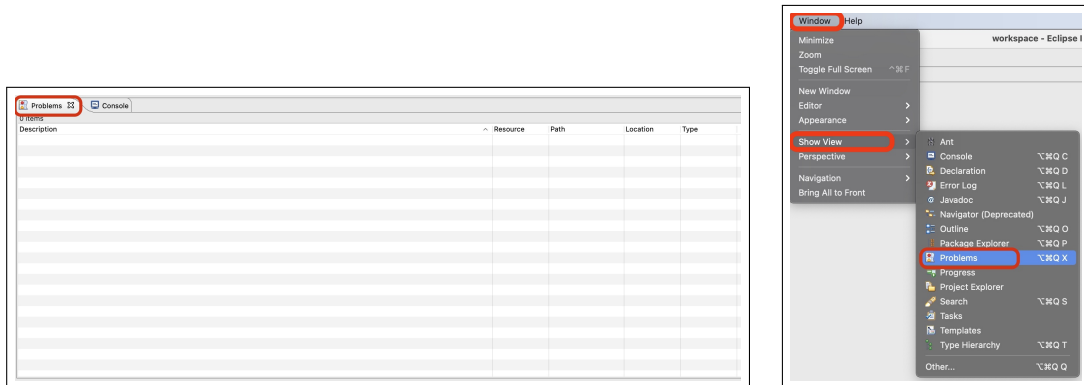 Problems
Console
0 items
Description Resource Path Location Type
Window Help
workspace - Eclipse I
Minimize
Zoom
Toggle Full Screen ^⌘F
New Window
Editor
Appearance
Show View
Perspective
Navigation
Bring All to Front
Ant
Console ⌥⌘Q C
Declaration ⌥⌘Q D
Error Log ⌥⌘Q L
Javadoc ⌥⌘Q J
Navigator (Deprecated)
Outline ⌥⌘Q O
Package Explorer ⌥⌘Q P
Problems ⌥⌘Q X
Progress
Project Explorer
Search ⌥⌘Q S
Tasks
Templates
Type Hierarchy ⌥⌘Q T
Other... ⌥⌘Q Q